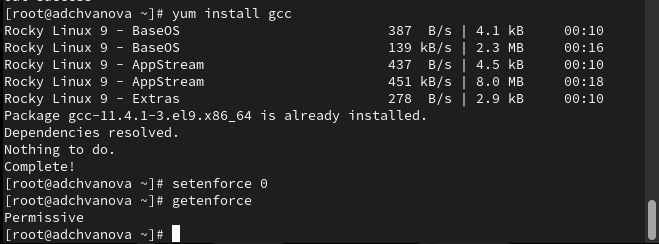 [root@adchvanova ~]# yum install gcc
Rocky Linux 9 - BaseOS 387 B/s | 4.1 kB 00:10
Rocky Linux 9 - BaseOS 139 kB/s | 2.3 MB 00:16
Rocky Linux 9 - AppStream 437 B/s | 4.5 kB 00:10
Rocky Linux 9 - AppStream 451 kB/s | 8.0 MB 00:18
Rocky Linux 9 - Extras 278 B/s | 2.9 kB 00:10
Package gcc-11.4.1-3.el9.x86_64 is already installed.
Dependencies resolved.
Nothing to do.
Complete!
[root@adchvanova ~]# setenforce 0
[root@adchvanova ~]# getenforce
Permissive
[root@adchvanova ~]#